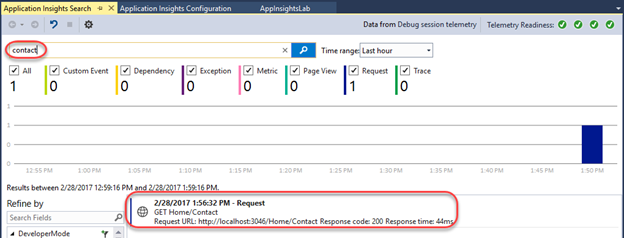 Application Insights Search Application Insights Configuration AppInsightsLab
Data from Debug session telemetry Telemetry Readiness:
contact Time range: Last hour
All Custom Event Dependency Exception Metric Page View Request Trace
1 0 0 0 0 0 1 0
1
1
0
0
12:55 PM 1:00 PM 1:05 PM 1:10 PM 1:15 PM 1:20 PM 1:25 PM 1:30 PM 1:35 PM 1:40 PM 1:45 PM 1:50 PM
Results between 2/28/2017 12:59:16 PM and 2/28/2017 1:59:16 PM.
Refine by
Search Fields
DeveloperMode
2/28/2017 1:56:32 PM - Request
GET Home/Contact
Request URL: http://localhost:3046/Home/Contact Response code: 200 Response time: 44ms